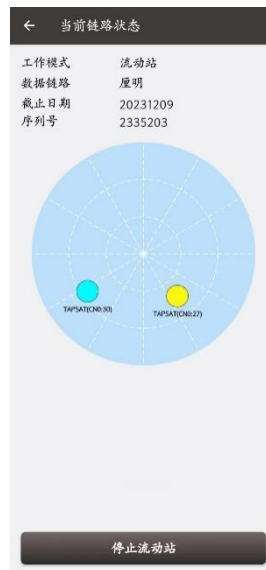 ← 当前链路状态
工作模式 流动站
数据链路 厘明
截止日期 20231209
序列号 2335203
TAPSAT(CN0:30)
TAPSAT(CN0:27)
停止流动站